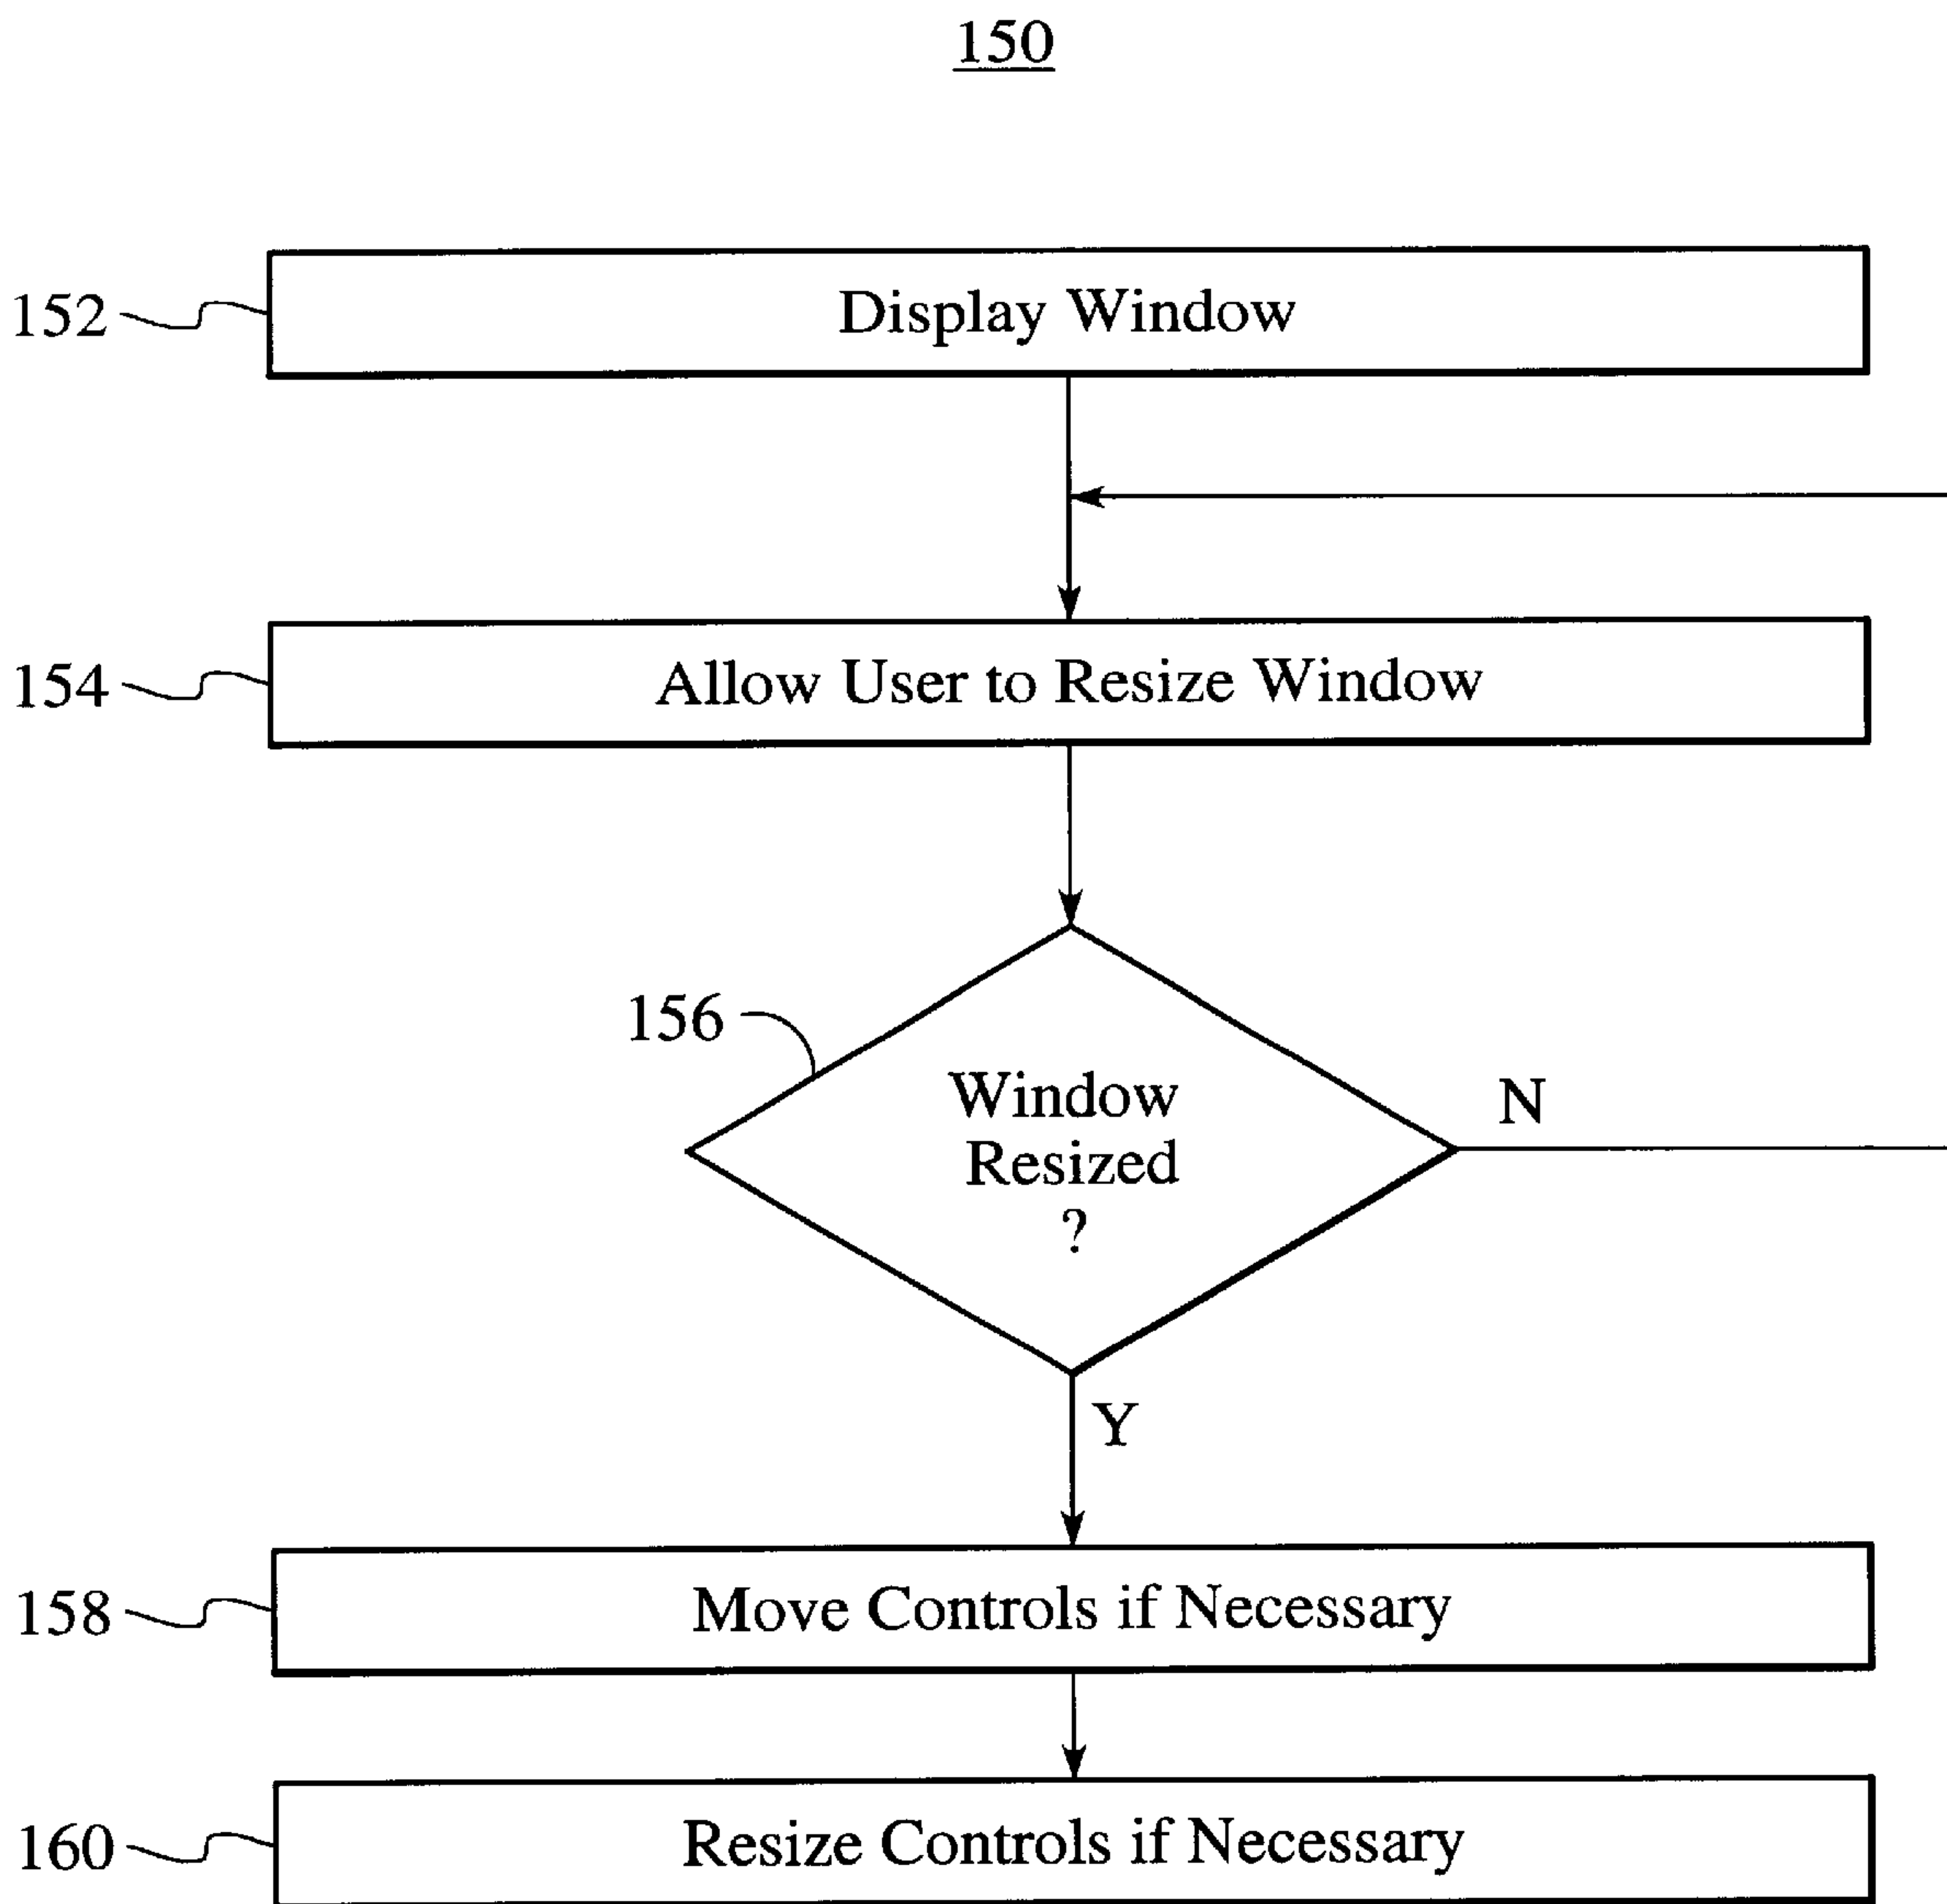 150
152
Display Window
154
Allow User to Resize Window
156
Window
Resized
?
N
Y
158
Move Controls if Necessary
160
Resize Controls if Necessary